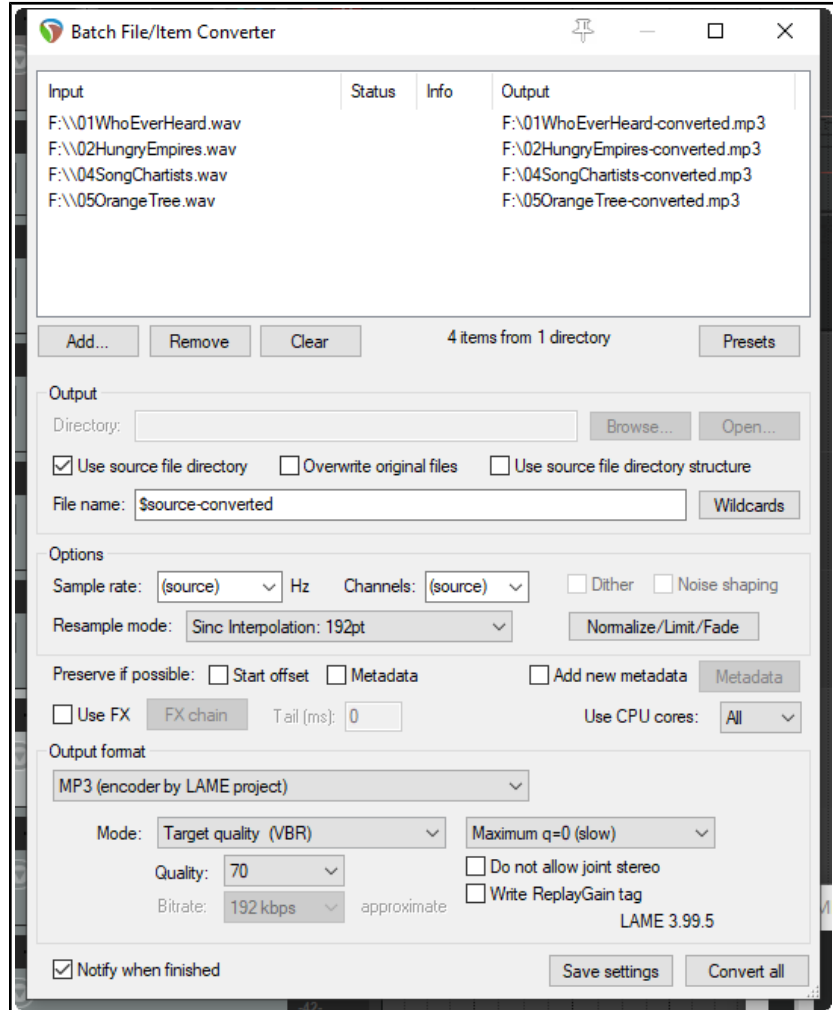 Batch File/Item Converter
Input Status Info Output
F:\\01WhoEverHeard.wav F:\01WhoEverHeard-converted.mp3
F:\\02HungryEmpires.wav F:\02HungryEmpires-converted.mp3
F:\\04SongChartists.wav F:\04SongChartists-converted.mp3
F:\\05OrangeTree.wav F:\05OrangeTree-converted.mp3
Add... Remove Clear 4 items from 1 directory Presets
Output
Directory: Browse... Open...
Use source file directory Overwrite original files Use source file directory structure
File name: $source-converted Wildcards
Options
Sample rate: (source) Hz Channels: (source) Dither Noise shaping
Resample mode: Sinc Interpolation: 192pt Normalize/Limit/Fade
Preserve if possible: Start offset Metadata Add new metadata Metadata
Use FX FX chain Tail (ms): 0 Use CPU cores: All
Output format
MP3 (encoder by LAME project)
Mode: Target quality (VBR) Maximum q=0 (slow)
Quality: 70 Do not allow joint stereo
Bitrate: 192 kbps approximate Write ReplayGain tag
LAME 3.99.5
Notify when finished Save settings Convert all
-42-